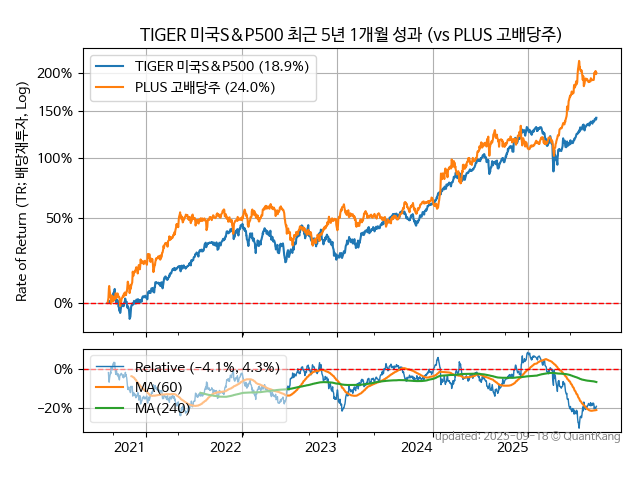 TIGER 미국S&P500 최근 5년 1개월 성과 (vs PLUS 고배당주)
Rate of Return (TR: 배당재투자, Log)
200%
150%
100%
50%
0%
TIGER 미국S&P500 (18.9%)
PLUS 고배당주 (24.0%)
0%
−20%
Relative (−4.1%, 4.3%)
MA(60)
MA(240)
2021 2022 2023 2024 2025
Updated: 2025-09-18 © QuantKang